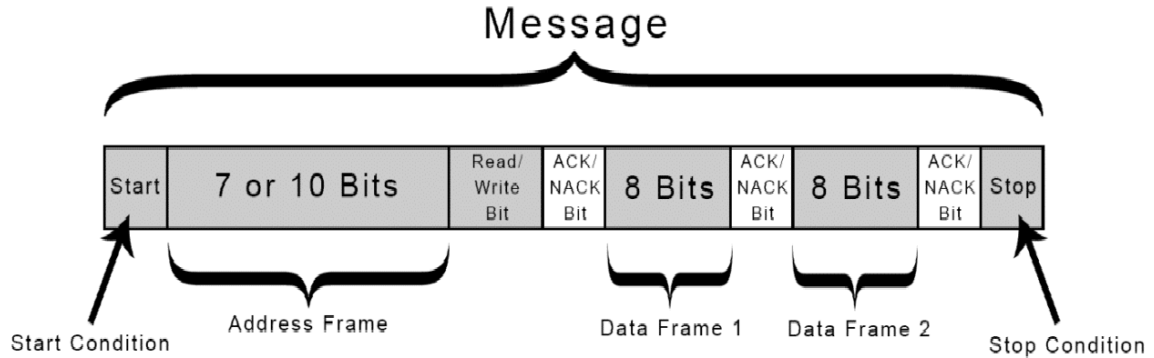 Message
Start
7 or 10 Bits
Read/
Write
Bit
ACK/
NACK
Bit
8 Bits
ACK/
NACK
Bit
8 Bits
ACK/
NACK
Bit
Stop
Address Frame
Data Frame 1
Data Frame 2
Start Condition
Stop Condition